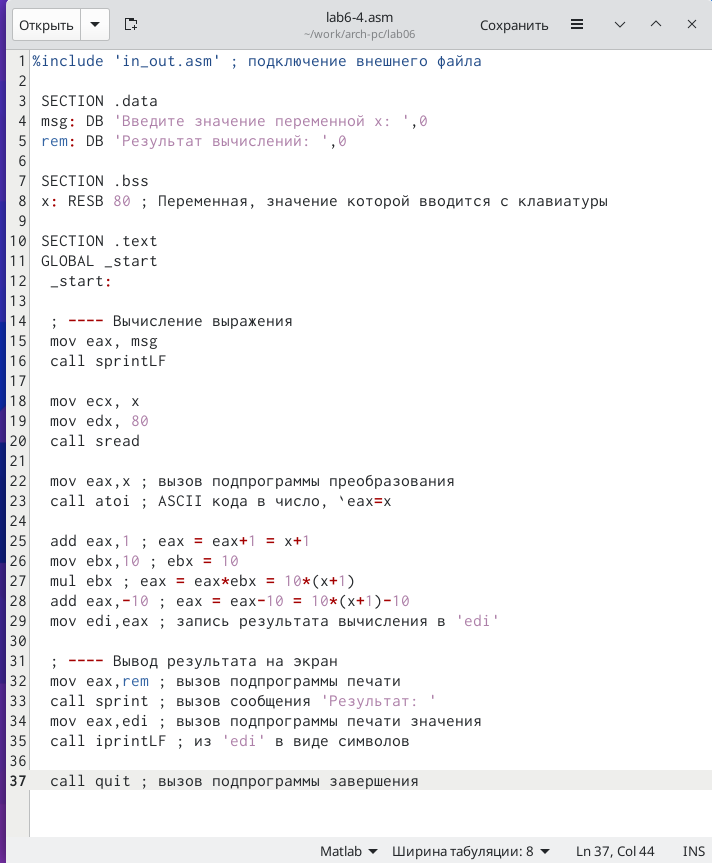 Открыть
lab6-4.asm
~/work/arch-pc/lab06
Сохранить
1 %include 'in_out.asm' ; подключение внешнего файла
2
3 SECTION .data
4 msg: DB 'Введите значение переменной x: ',0
5 rem: DB 'Результат вычислений: ',0
6
7 SECTION .bss
8 x: RESB 80 ; Переменная, значение которой вводится с клавиатуры
9
10 SECTION .text
11 GLOBAL _start
12 _start:
13
14 ; ---- Вычисление выражения
15 mov eax, msg
16 call sprintLF
17
18 mov ecx, x
19 mov edx, 80
20 call sread
21
22 mov eax,x ; вызов подпрограммы преобразования
23 call atoi ; ASCII кода в число, `eax=x
24
25 add eax,1 ; eax = eax+1 = x+1
26 mov ebx,10 ; ebx = 10
27 mul ebx ; eax = eax*ebx = 10*(x+1)
28 add eax,-10 ; eax = eax-10 = 10*(x+1)-10
29 mov edi,eax ; запись результата вычисления в 'edi'
30
31 ; ---- Вывод результата на экран
32 mov eax,rem ; вызов подпрограммы печати
33 call sprint ; вызов сообщения 'Результат: '
34 mov eax,edi ; вызов подпрограммы печати значения
35 call iprintLF ; из 'edi' в виде символов
36
37 call quit ; вызов подпрограммы завершения
Matlab Ширина табуляции: 8 Ln 37, Col 44 INS